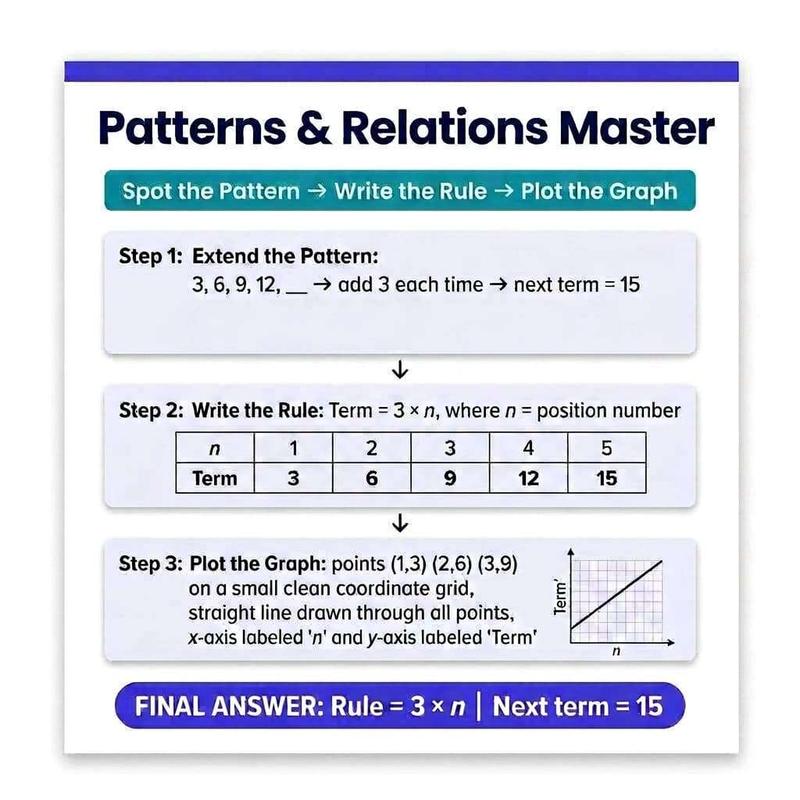 Patterns & Relations Master
Spot the Pattern → Write the Rule → Plot the Graph
Step 1: Extend the Pattern:
3, 6, 9, 12, __ → add 3 each time → next term = 15
↓
Step 2: Write the Rule: Term = 3 × n, where n = position number
n 1 2 3 4 5
Term 3 6 9 12 15
↓
Step 3: Plot the Graph: points (1,3) (2,6) (3,9)
on a small clean coordinate grid,
straight line drawn through all points,
x-axis labeled 'n' and y-axis labeled 'Term'
Term'
n
FINAL ANSWER: Rule = 3 × n | Next term = 15